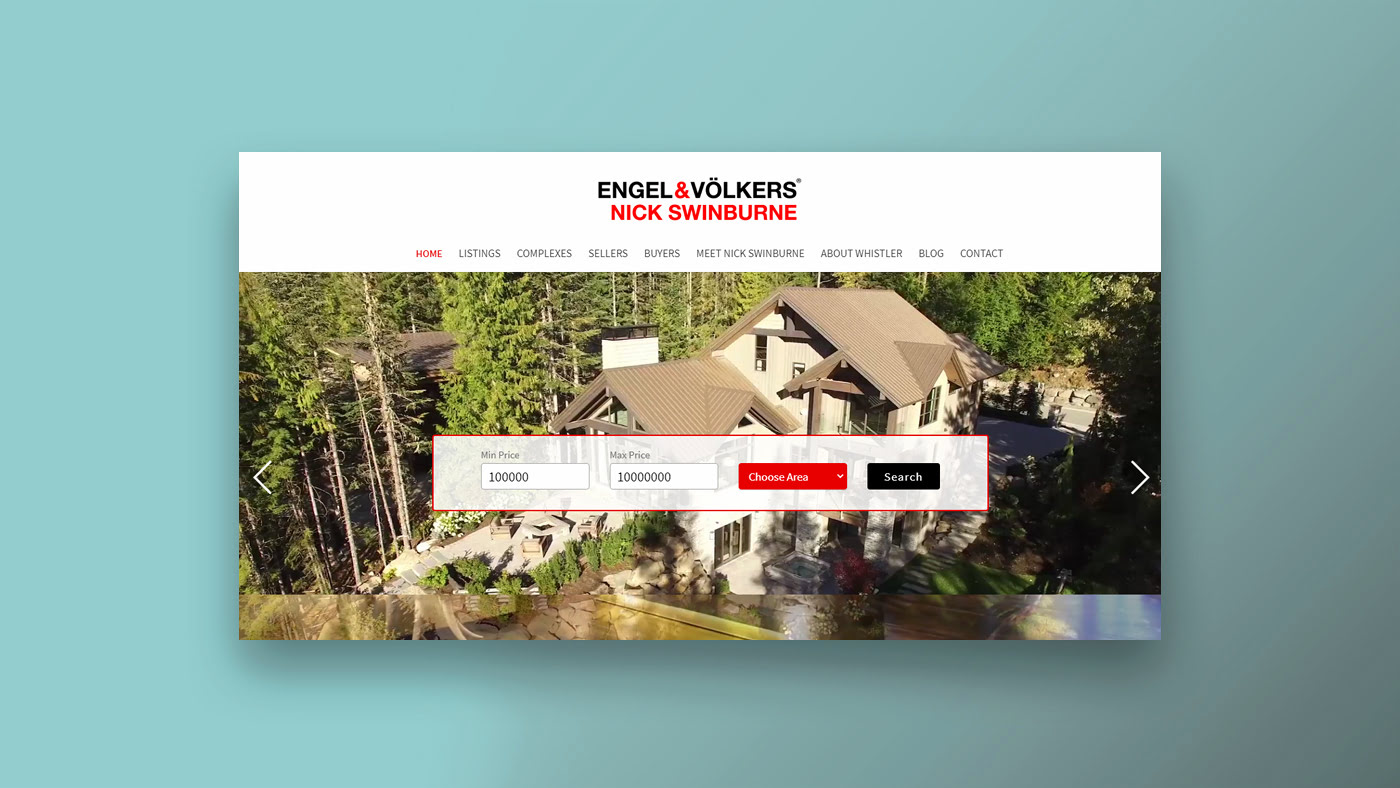 ENGEL&VÖLKERS®
NICK SWINBURNE
HOME LISTINGS COMPLEXES SELLERS BUYERS MEET NICK SWINBURNE ABOUT WHISTLER BLOG CONTACT
Min Price Max Price
100000 10000000 Choose Area Search